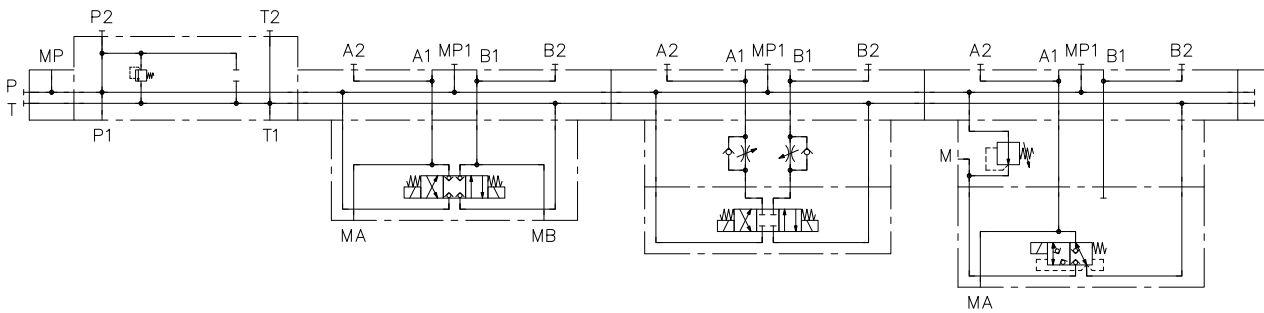 P2 T2
MP A2 A1 MP1 B1 B2 A2 A1 MP1 B1 B2 A2 A1 MP1 B1 B2
P
T
P1 T1
M
MA MB
MA